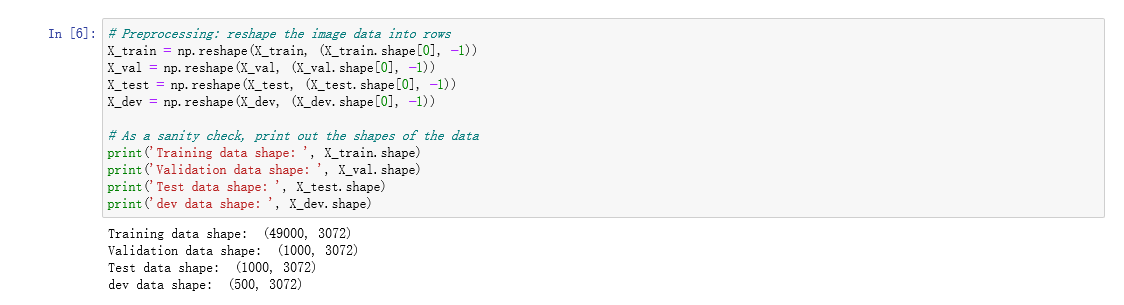 In [6]: # Preprocessing: reshape the image data into rows
X_train = np.reshape(X_train, (X_train.shape[0], -1))
X_val = np.reshape(X_val, (X_val.shape[0], -1))
X_test = np.reshape(X_test, (X_test.shape[0], -1))
X_dev = np.reshape(X_dev, (X_dev.shape[0], -1))
# As a sanity check, print out the shapes of the data
print('Training data shape: ', X_train.shape)
print('Validation data shape: ', X_val.shape)
print('Test data shape: ', X_test.shape)
print('dev data shape: ', X_dev.shape)
Training data shape:  (49000, 3072)
Validation data shape:  (1000, 3072)
Test data shape:  (1000, 3072)
dev data shape:  (500, 3072)